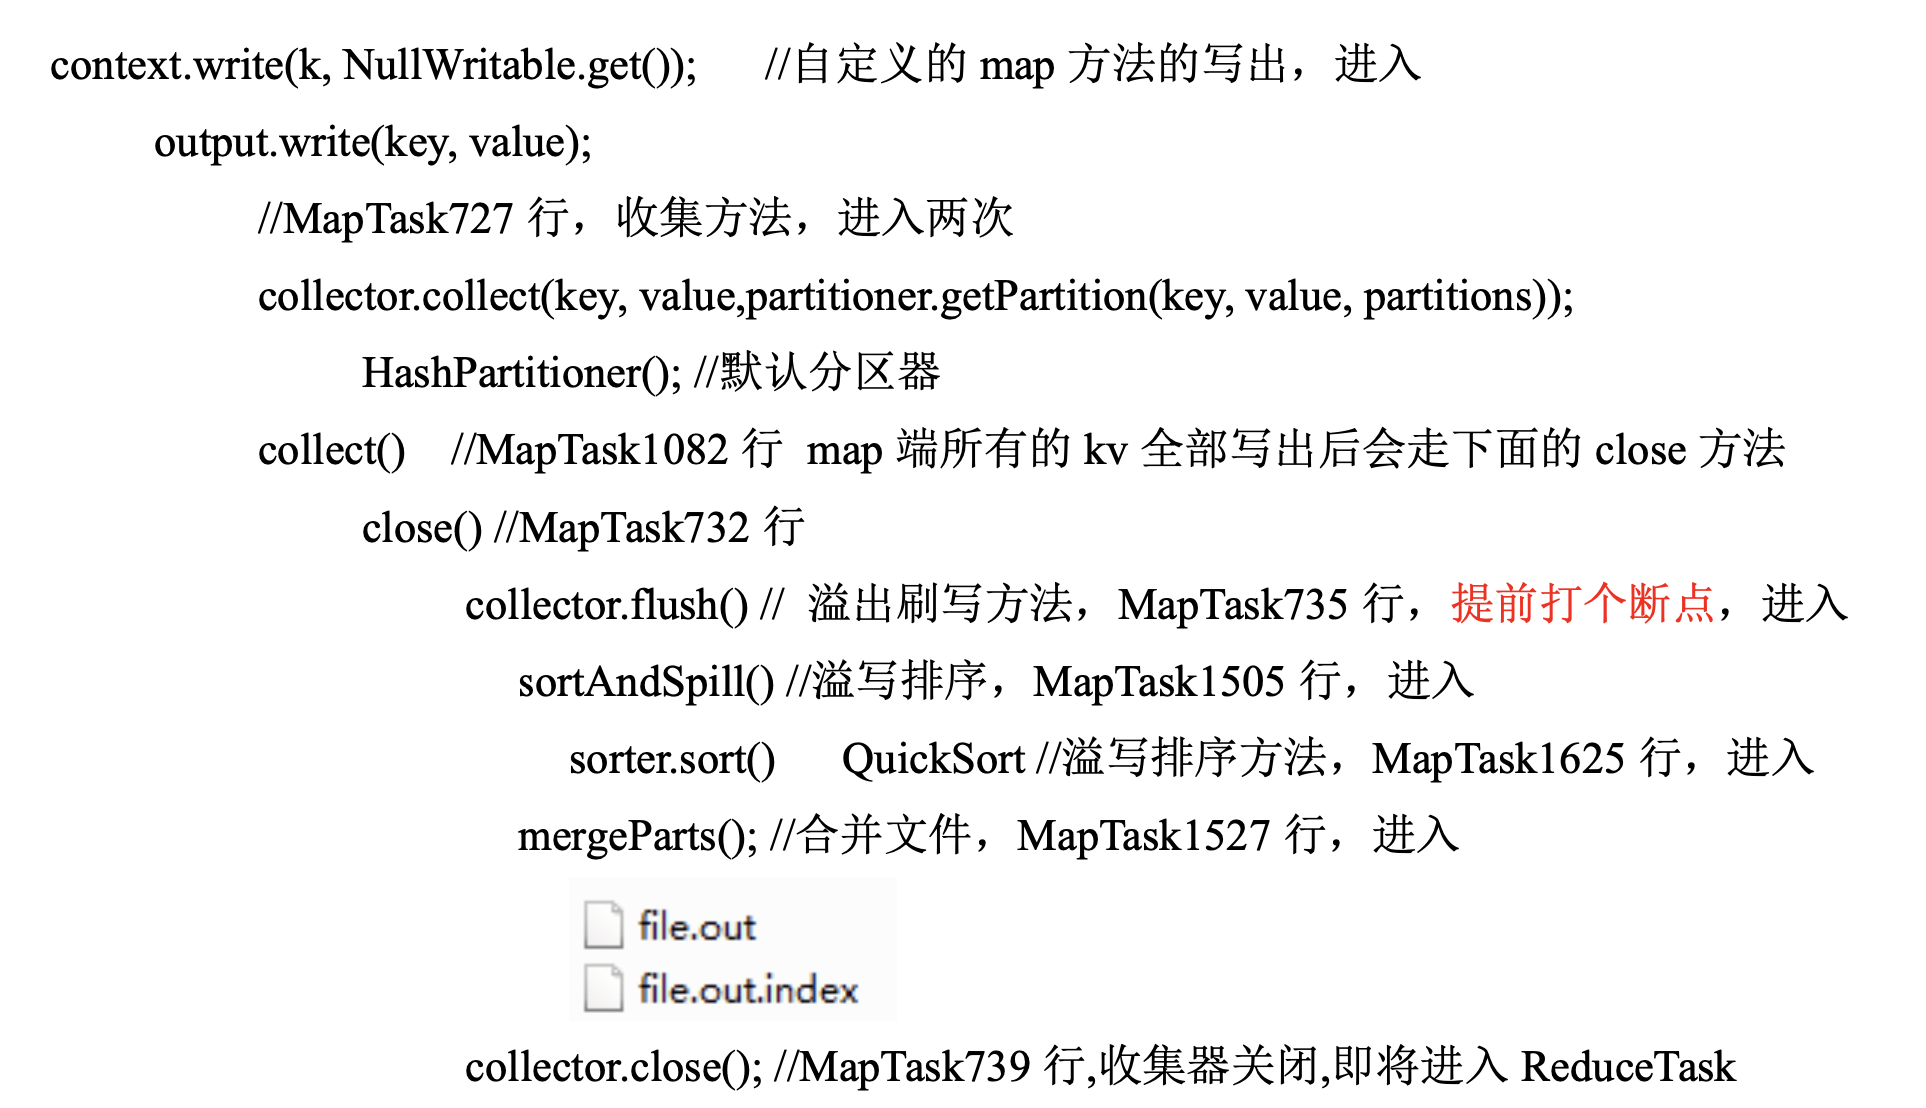 context.write(k, NullWritable.get()); //自定义的 map 方法的写出，进入
output.write(key, value);
//MapTask727 行，收集方法，进入两次
collector.collect(key, value,partitioner.getPartition(key, value, partitions));
HashPartitioner(); //默认分区器
collect() //MapTask1082 行 map 端所有的 kv 全部写出后会走下面的 close 方法
close() //MapTask732 行
collector.flush() // 溢出刷写方法，MapTask735 行，提前打个断点，进入
sortAndSpill() //溢写排序，MapTask1505 行，进入
sorter.sort() QuickSort //溢写排序方法，MapTask1625 行，进入
mergeParts(); //合并文件，MapTask1527 行，进入
file.out
file.out.index
collector.close(); //MapTask739 行,收集器关闭,即将进入 ReduceTask